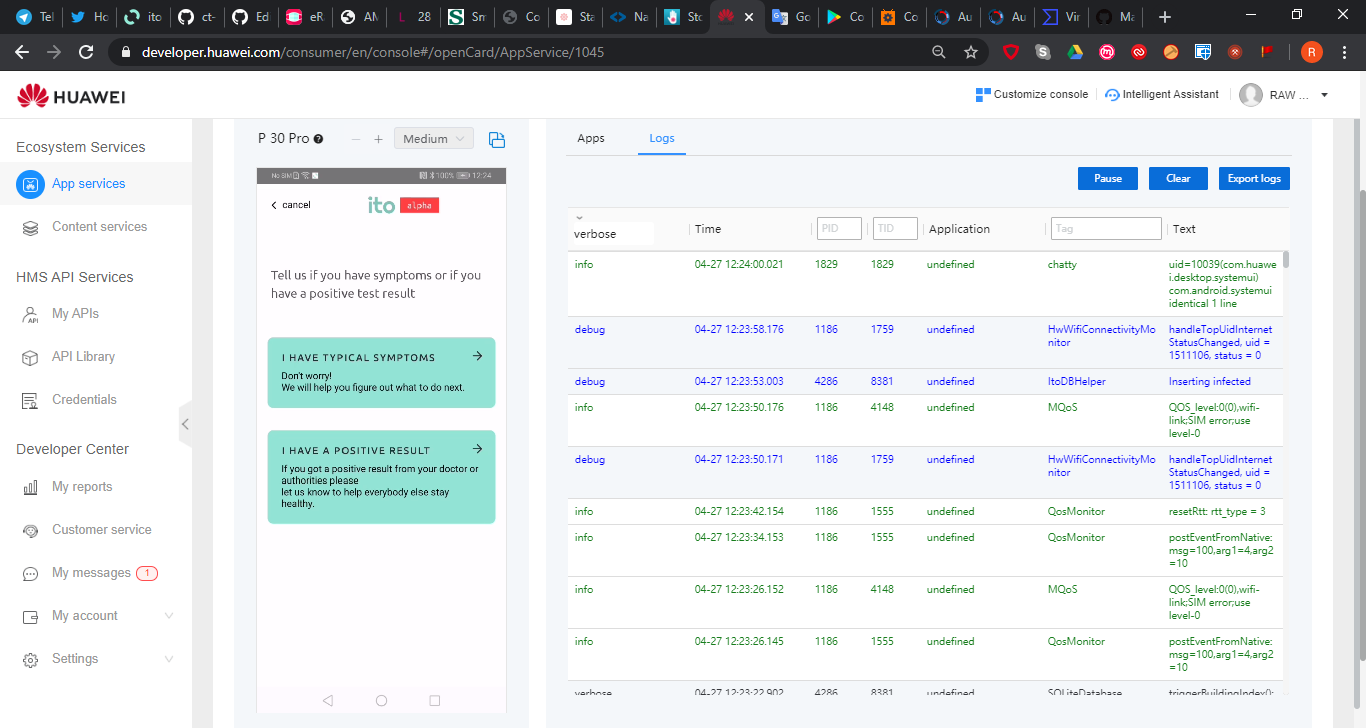 Tel
Ho
ito
ct-
Ed
eR
AN
L 28
Sm
Co
Sta
Na
Sto
Go
Co
Co
Au
Au
Vir
Ma
developer.huawei.com/consumer/en/console#/openCard/AppService/1045
R
HUAWEI
Customize console
Intelligent Assistant
RAW ...
Ecosystem Services
App services
Content services
HMS API Services
My APIs
API Library
Credentials
Developer Center
My reports
Customer service
My messages 1
My account
Settings
P 30 Pro
Medium
No SIM 100% 12:24
cancel
ito alpha
Tell us if you have symptoms or if you
have a positive test result
I HAVE TYPICAL SYMPTOMS
Don't worry!
We will help you figure out what to do next.
I HAVE A POSITIVE RESULT
If you got a positive result from your doctor or
authorities please
let us know to help everybody else stay
healthy.
Apps Logs
Pause Clear Export logs
verbose Time PID TID Application Tag Text
info 04-27 12:24:00.021 1829 1829 undefined chatty uid=10039(com.huawe
i.desktop.systemui)
com.android.systemui
identical 1 line
debug 04-27 12:23:58.176 1186 1759 undefined HwWifiConnectivityMo handleTopUidInternet
nitor StatusChanged, uid =
1511106, status = 0
debug 04-27 12:23:53.003 4286 8381 undefined ItoDBHelper Inserting infected
info 04-27 12:23:50.176 1186 4148 undefined MQoS QOS_level:0(0),wifi-
link;SIM error;use
level-0
debug 04-27 12:23:50.171 1186 1759 undefined HwWifiConnectivityMo handleTopUidInternet
nitor StatusChanged, uid =
1511106, status = 0
info 04-27 12:23:42.154 1186 1555 undefined QosMonitor resetRtt: rtt_type = 3
info 04-27 12:23:34.153 1186 1555 undefined QosMonitor postEventFromNative:
msg=100,arg1=4,arg2
=10
info 04-27 12:23:26.152 1186 4148 undefined MQoS QOS_level:0(0),wifi-
link;SIM error;use
level-0
info 04-27 12:23:26.145 1186 1555 undefined QosMonitor postEventFromNative:
msg=100,arg1=4,arg2
=10
verbose 04-27 12:23:22.902 4286 8381 undefined SQLiteDatabase triggerBuildingIndex():